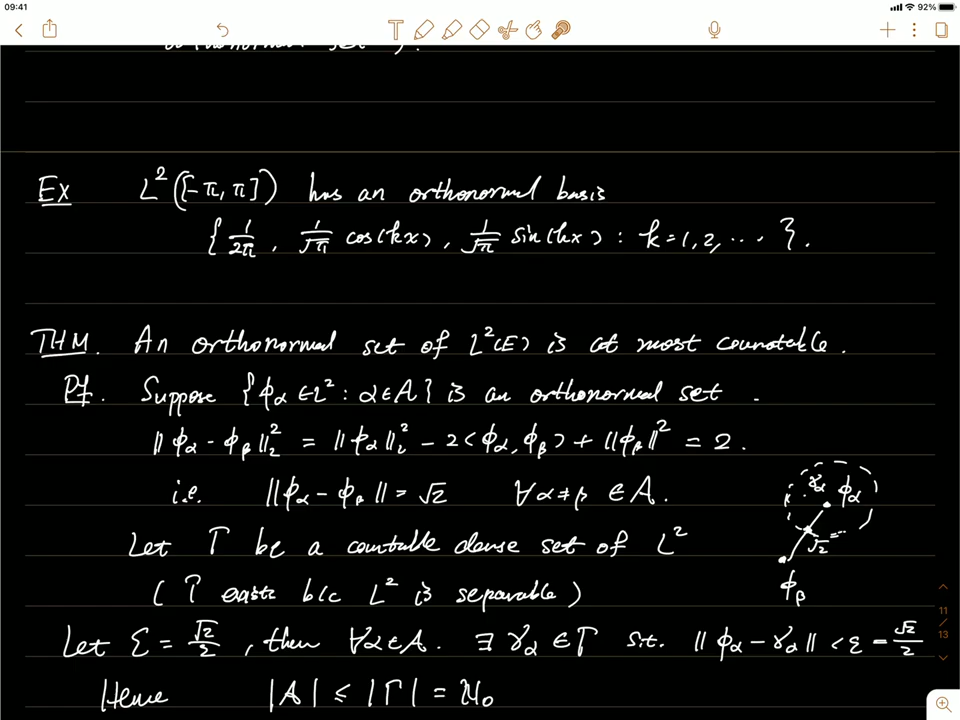 09:41
92%
orthonormal set ).
Ex L²([-π, π]) has an orthonormal basis
{ 1/2π, 1/√π cos(kx), 1/√π sin(kx) : k = 1, 2, ... }.
THM. An orthonormal set of L²(E) is at most countable.
Pf. Suppose {ϕα ∈ L² : α ∈ A} is an orthonormal set.
‖ϕα - ϕβ‖₂² = ‖ϕα‖₂² - 2<ϕα, ϕβ> + ‖ϕβ‖² = 2.
i.e. ‖ϕα - ϕβ‖ = √2 ∀α ≠ β ∈ A.
γα ϕα
√2
ϕβ
Let Γ be a countable dense set of L²
( Γ exists b/c L² is separable )
11
/
13
Let ε = √2/2, then ∀α ∈ A. ∃ γα ∈ Γ s.t. ‖ϕα - γα‖ < ε = √2/2
Hence |A| ≤ |Γ| = ℵ₀